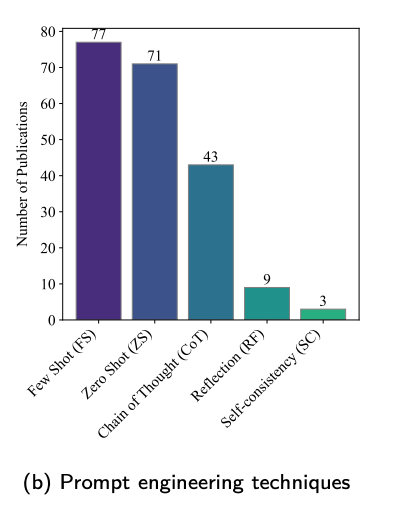 Number of Publications
80
70
60
50
40
30
20
10
0
77
71
43
9
3
Few Shot (FS)
Zero Shot (ZS)
Chain of Thought (CoT)
Reflection (RF)
Self-consistency (SC)
(b) Prompt engineering techniques